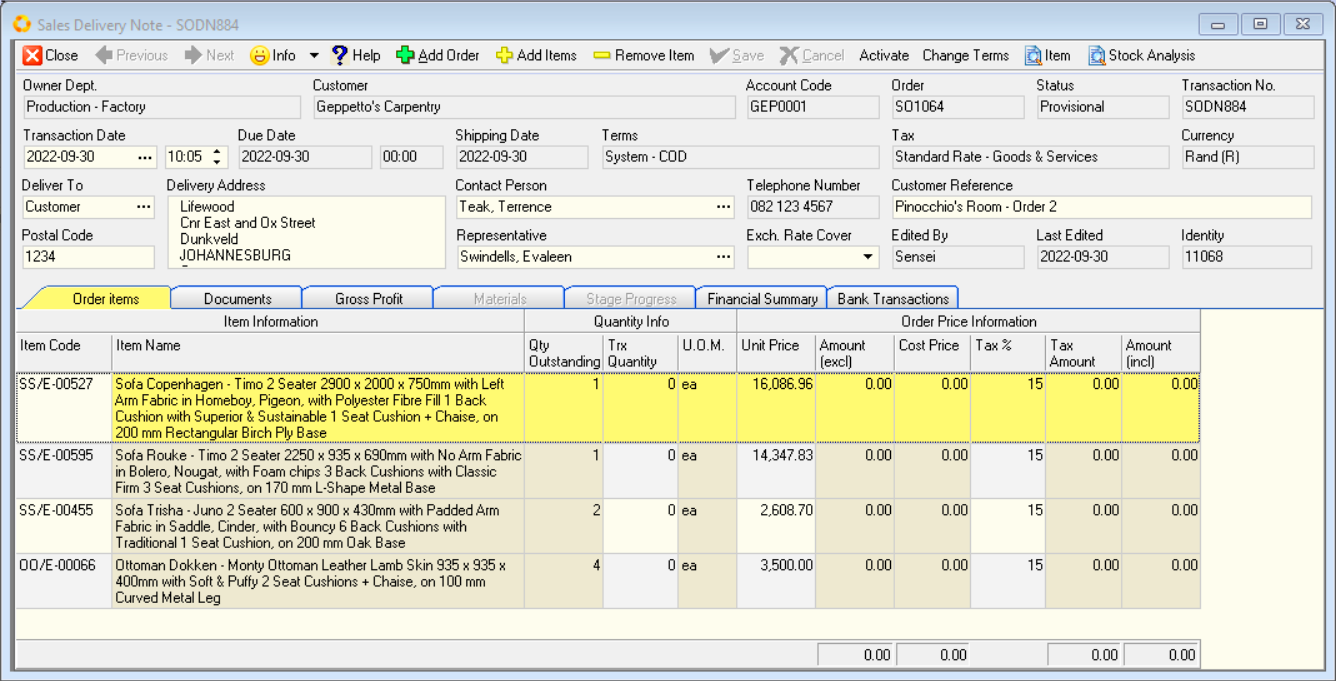 Sales Delivery Note - SODN884
Close Previous Next Info Help Add Order Add Items Remove Item Save Cancel Activate Change Terms Item Stock Analysis
Owner Dept. Customer Account Code Order Status Transaction No.
Production - Factory Geppetto's Carpentry GEP0001 SO1064 Provisional SODN884
Transaction Date Due Date Shipping Date Terms Tax Currency
2022-09-30 ... 10:05 2022-09-30 00:00 2022-09-30 System - COD Standard Rate - Goods & Services Rand (R)
Deliver To Delivery Address Contact Person Telephone Number Customer Reference
Customer ... Lifewood Teak, Terrence ... 082 123 4567 Pinocchio's Room - Order 2
Cnr East and Ox Street
Postal Code Dunkveld Representative Exch. Rate Cover Edited By Last Edited Identity
1234 JOHANNESBURG Swindells, Evaleen ... Sensei 2022-09-30 11068
Order items Documents Gross Profit Materials Stage Progress Financial Summary Bank Transactions
Item Information Quantity Info Order Price Information
Item Code Item Name Qty Outstanding Trx Quantity U.O.M. Unit Price Amount (excl) Cost Price Tax % Tax Amount Amount (incl)
SS/E-00527 Sofa Copenhagen - Timo 2 Seater 2900 x 2000 x 750mm with Left 1 0 ea 16,086.96 0.00 0.00 15 0.00 0.00
Arm Fabric in Homeboy, Pigeon, with Polyester Fibre Fill 1 Back
Cushion with Superior & Sustainable 1 Seat Cushion + Chaise, on
200 mm Rectangular Birch Ply Base
SS/E-00595 Sofa Rouke - Timo 2 Seater 2250 x 935 x 690mm with No Arm Fabric 1 0 ea 14,347.83 0.00 0.00 15 0.00 0.00
in Bolero, Nougat, with Foam chips 3 Back Cushions with Classic
Firm 3 Seat Cushions, on 170 mm L-Shape Metal Base
SS/E-00455 Sofa Trisha - Juno 2 Seater 600 x 900 x 430mm with Padded Arm 2 0 ea 2,608.70 0.00 0.00 15 0.00 0.00
Fabric in Saddle, Cinder, with Bouncy 6 Back Cushions with
Traditional 1 Seat Cushion, on 200 mm Oak Base
OO/E-00066 Ottoman Dokken - Monty Ottoman Leather Lamb Skin 935 x 935 x 4 0 ea 3,500.00 0.00 0.00 15 0.00 0.00
400mm with Soft & Puffy 2 Seat Cushions + Chaise, on 100 mm
Curved Metal Leg
0.00 0.00 0.00 0.00